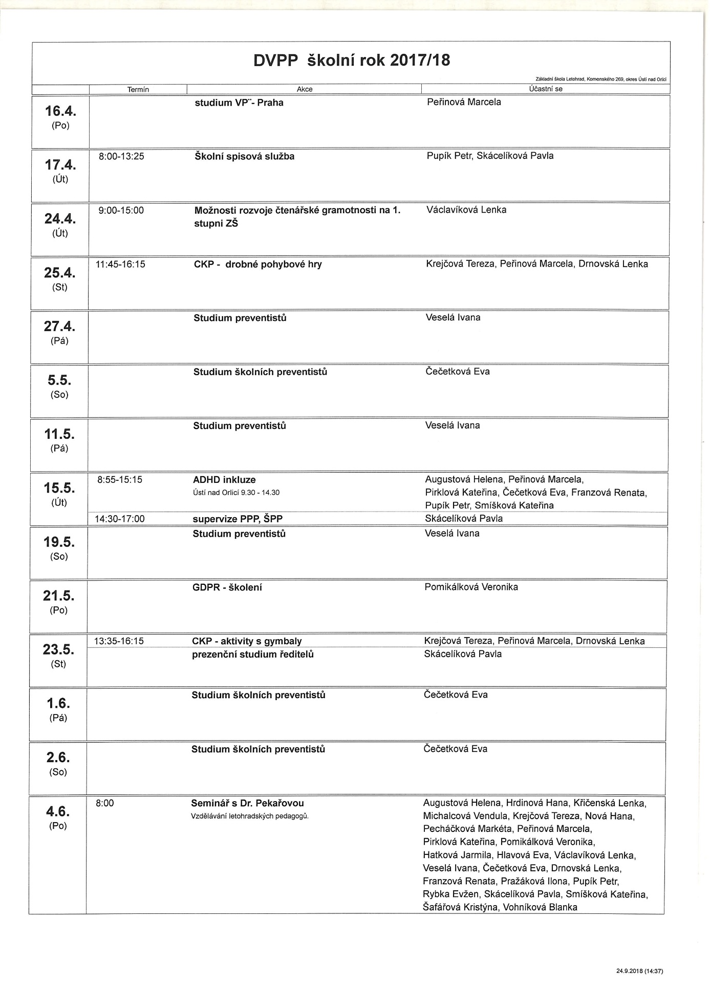 DVPP školní rok 2017/18
Základní škola Letohrad, Komenského 269, okres Ústí nad Orlicí
Termín Akce Účastní se
16.4. studium VP¨- Praha Peřinová Marcela
(Po)
17.4. 8:00-13:25 Školní spisová služba Pupík Petr, Skácelíková Pavla
(Út)
24.4. 9:00-15:00 Možnosti rozvoje čtenářské gramotnosti na 1. Václavíková Lenka
stupni ZŠ
(Út)
25.4. 11:45-16:15 CKP - drobné pohybové hry Krejčová Tereza, Peřinová Marcela, Drnovská Lenka
(St)
27.4. Studium preventistů Veselá Ivana
(Pá)
5.5. Studium školních preventistů Čečetková Eva
(So)
11.5. Studium preventistů Veselá Ivana
(Pá)
15.5. 8:55-15:15 ADHD inkluze Augustová Helena, Peřinová Marcela,
Ústí nad Orlicí 9.30 - 14.30 Pirklová Kateřina, Čečetková Eva, Franzová Renata,
(Út) Pupík Petr, Smíšková Kateřina
14:30-17:00 supervize PPP, ŠPP Skácelíková Pavla
19.5. Studium preventistů Veselá Ivana
(So)
21.5. GDPR - školení Pomikálková Veronika
(Po)
23.5. 13:35-16:15 CKP - aktivity s gymbaly Krejčová Tereza, Peřinová Marcela, Drnovská Lenka
(St) prezenční studium ředitelů Skácelíková Pavla
1.6. Studium školních preventistů Čečetková Eva
(Pá)
2.6. Studium školních preventistů Čečetková Eva
(So)
4.6. 8:00 Seminář s Dr. Pekařovou Augustová Helena, Hrdinová Hana, Křičenská Lenka,
(Po) Vzdělávání letohradských pedagogů. Michalcová Vendula, Krejčová Tereza, Nová Hana,
Pecháčková Markéta, Peřinová Marcela,
Pirklová Kateřina, Pomikálková Veronika,
Hatková Jarmila, Hlavová Eva, Václavíková Lenka,
Veselá Ivana, Čečetková Eva, Drnovská Lenka,
Franzová Renata, Pražáková Ilona, Pupík Petr,
Rybka Evžen, Skácelíková Pavla, Smíšková Kateřina,
Šafářová Kristýna, Vohníková Blanka
24.9.2018 (14:37)